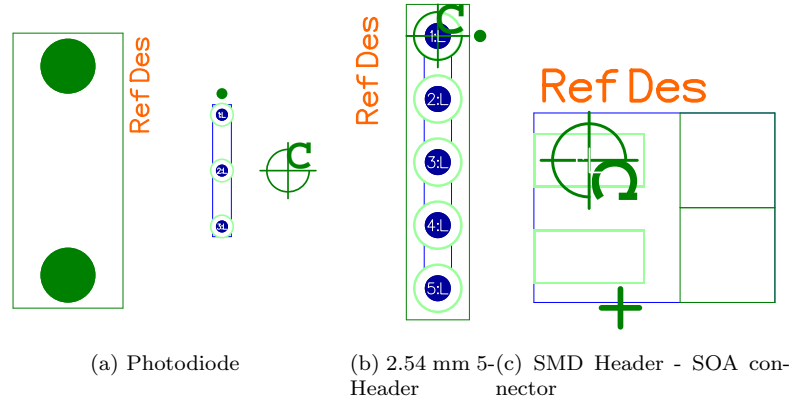 Ref Des
1:L
2:L
3:L
C
(a) Photodiode
Ref Des
C
1:L
2:L
3:L
4:L
5:L
(b) 2.54 mm 5-
Header
Ref Des
C
+
(c) SMD Header - SOA con-
nector